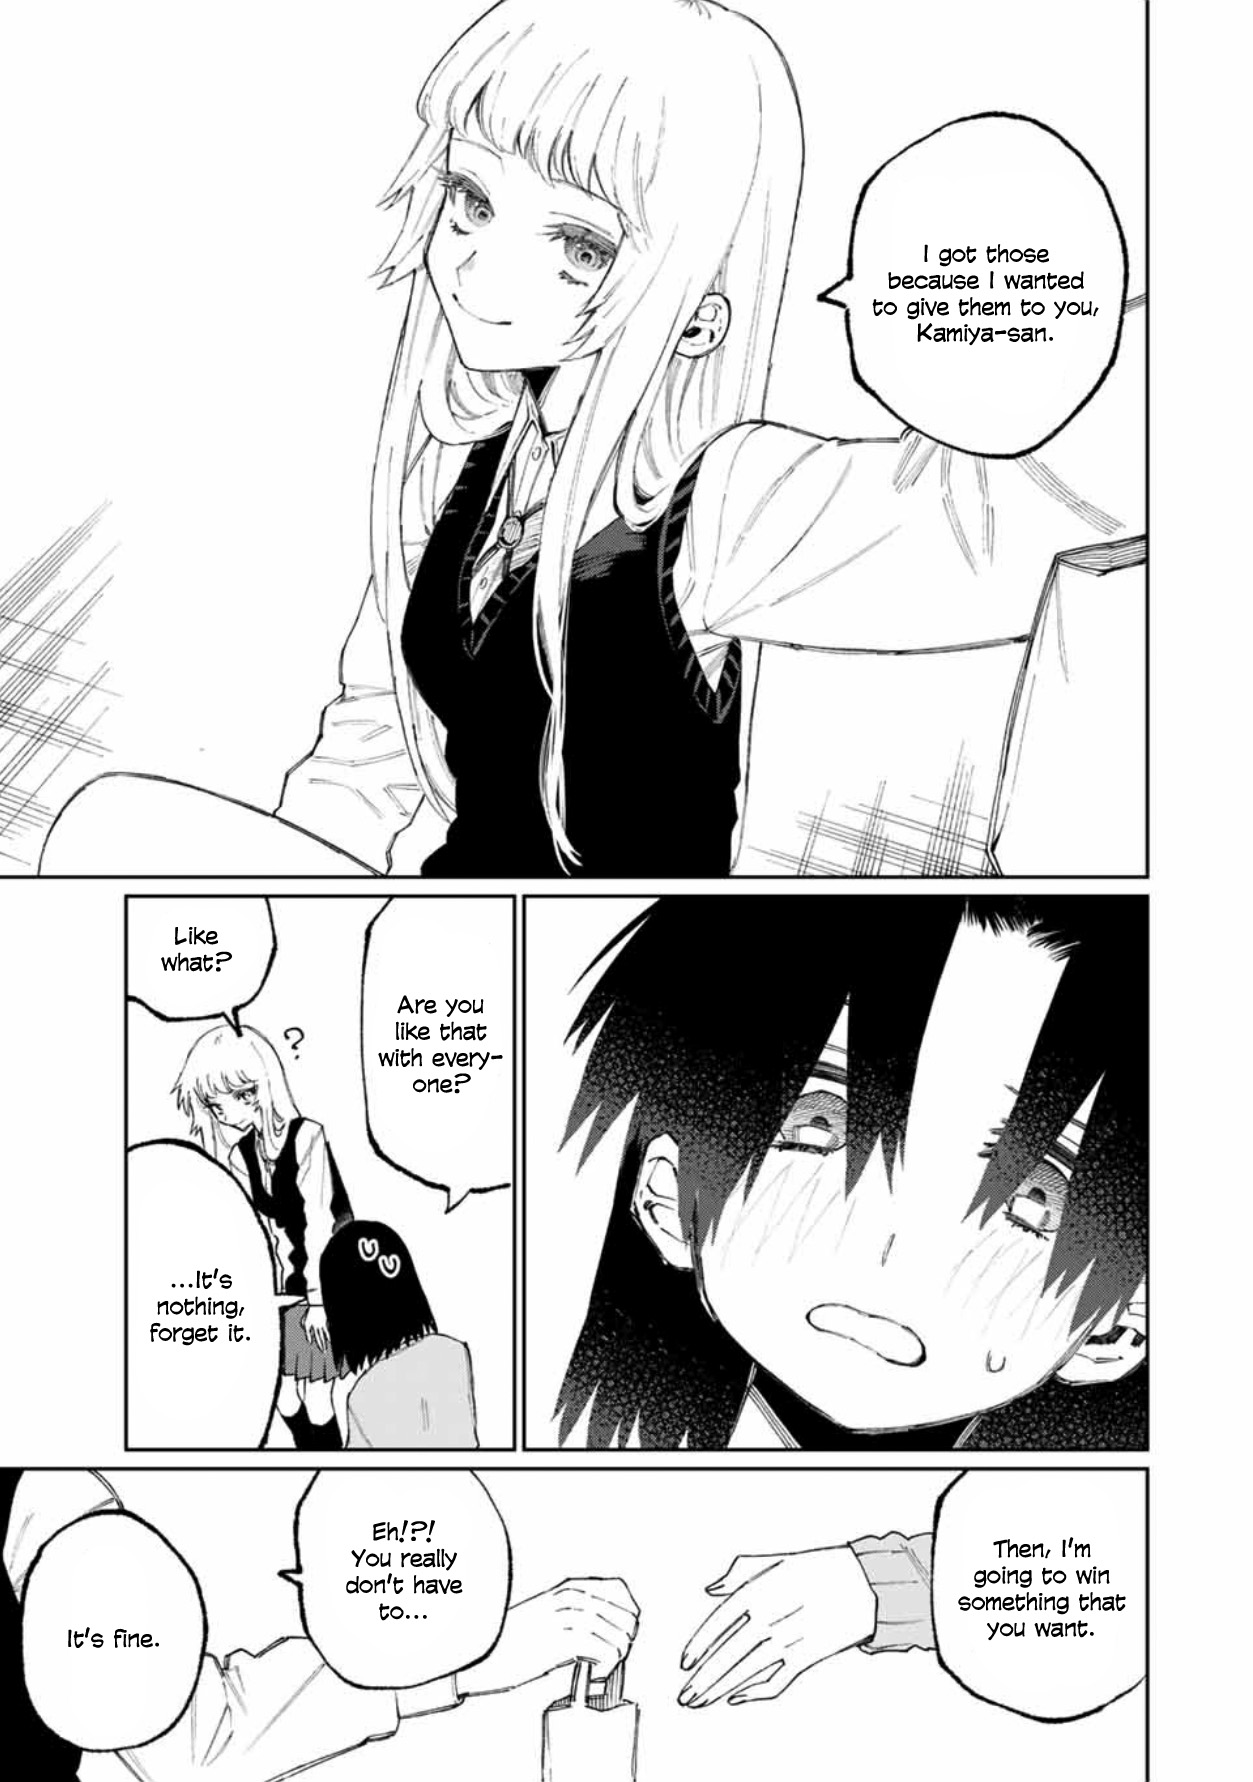 I got those
because I wanted
to give them to you,
Kamiya-san.
Are you
like that
with every-
one?
Like
what?
?
...It's
nothing,
forget it.
Then, I'm
going to win
something that
you want.
Eh!?!
You really
don't have
to...
It's fine.